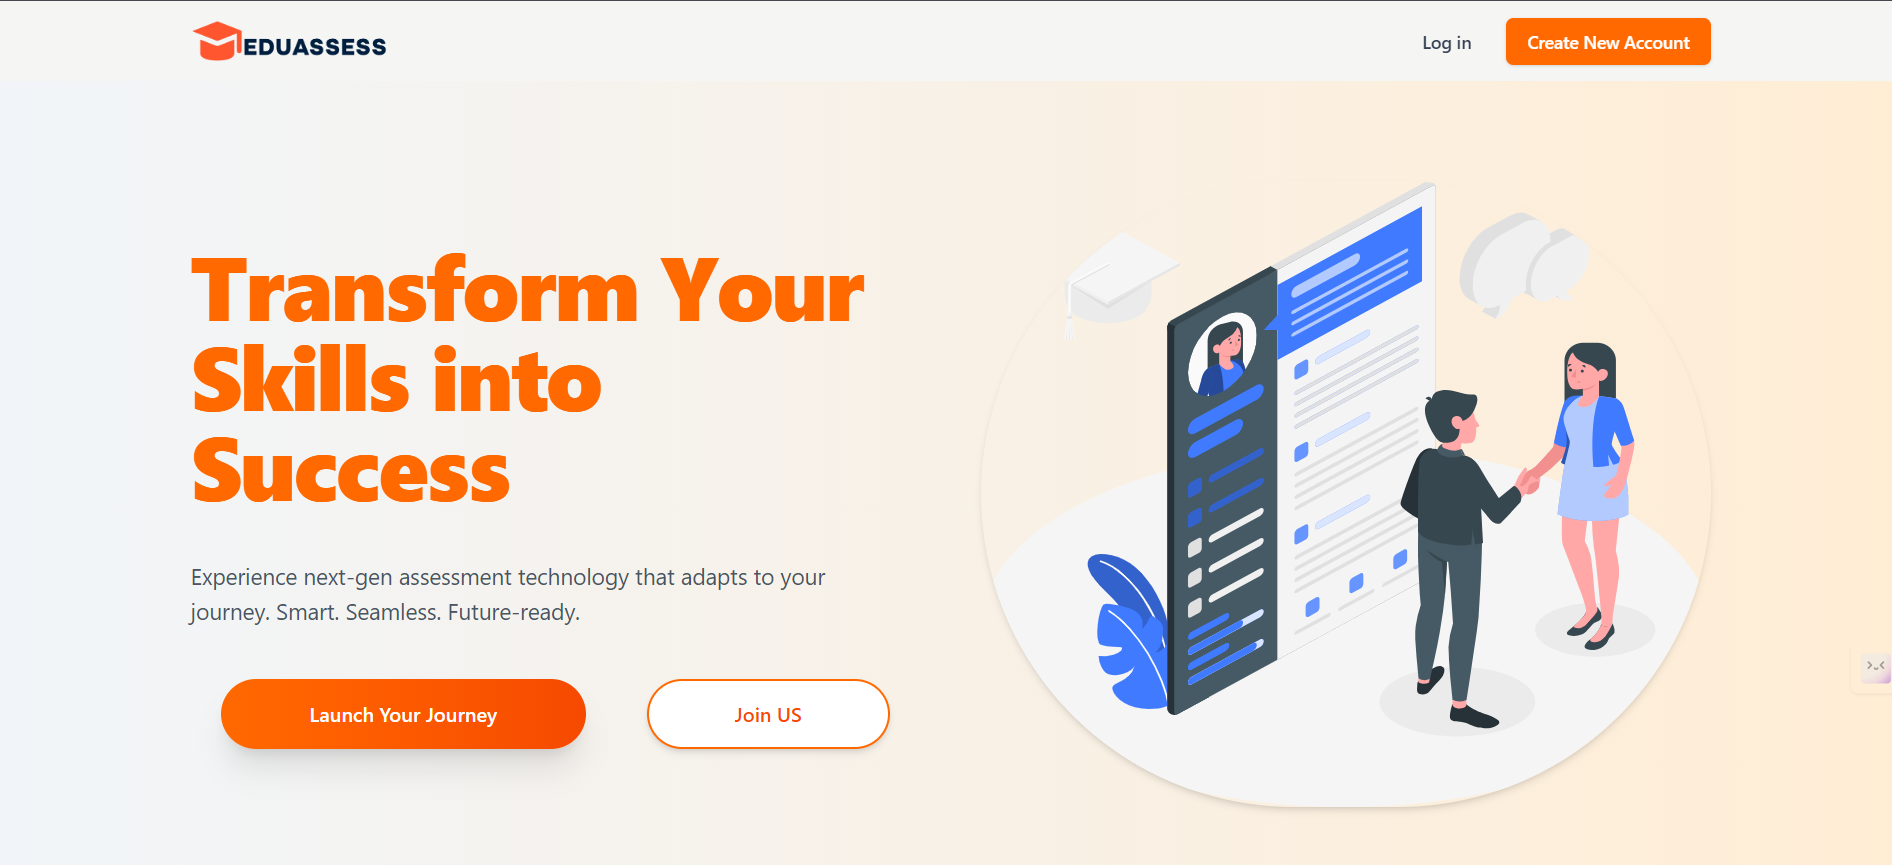 EDUASSESS
Log in
Create New Account
Transform Your
Skills into
Success
Experience next-gen assessment technology that adapts to your
journey. Smart. Seamless. Future-ready.
Launch Your Journey
Join US